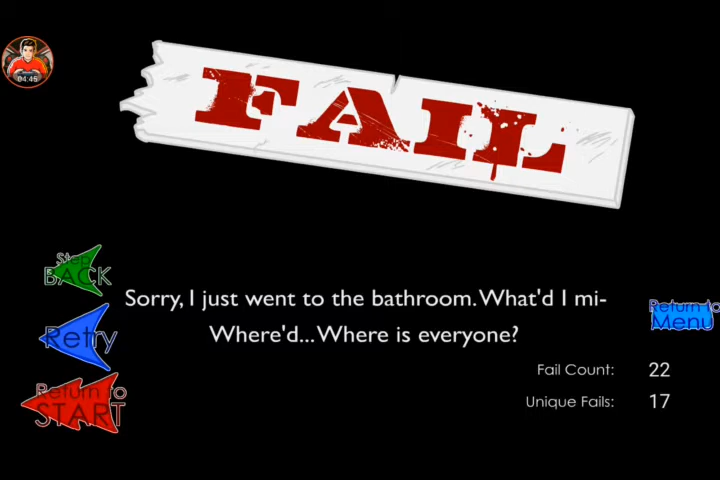 04:45
FAIL
Step
BACK
Sorry, I just went to the bathroom. What'd I mi-
Where'd... Where is everyone?
Retry
Return to
Menu
Fail Count: 22
Return to
START
Unique Fails: 17